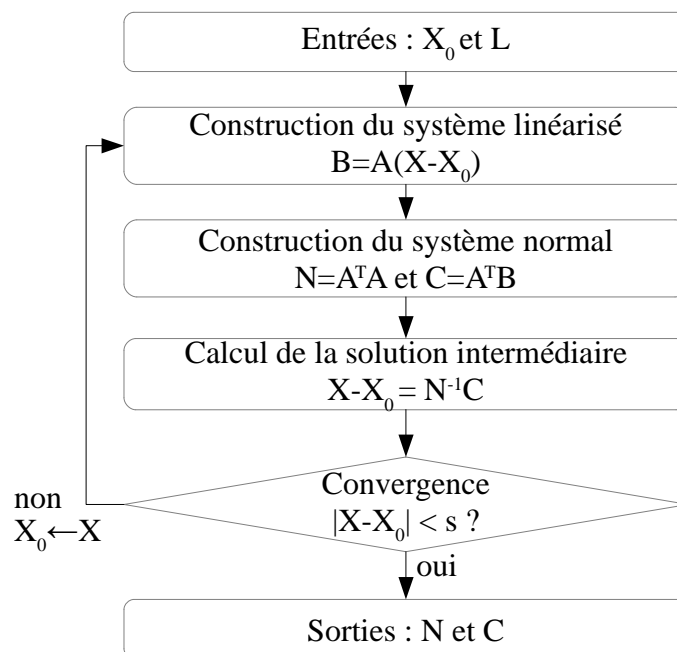 Entrées : X₀ et L
Construction du système linéarisé
B=A(X-X₀)
Construction du système normal
N=AᵀA et C=AᵀB
Calcul de la solution intermédiaire
X-X₀ = N⁻¹C
Convergence
|X-X₀| < s ?
non
X₀←X
oui
Sorties : N et C